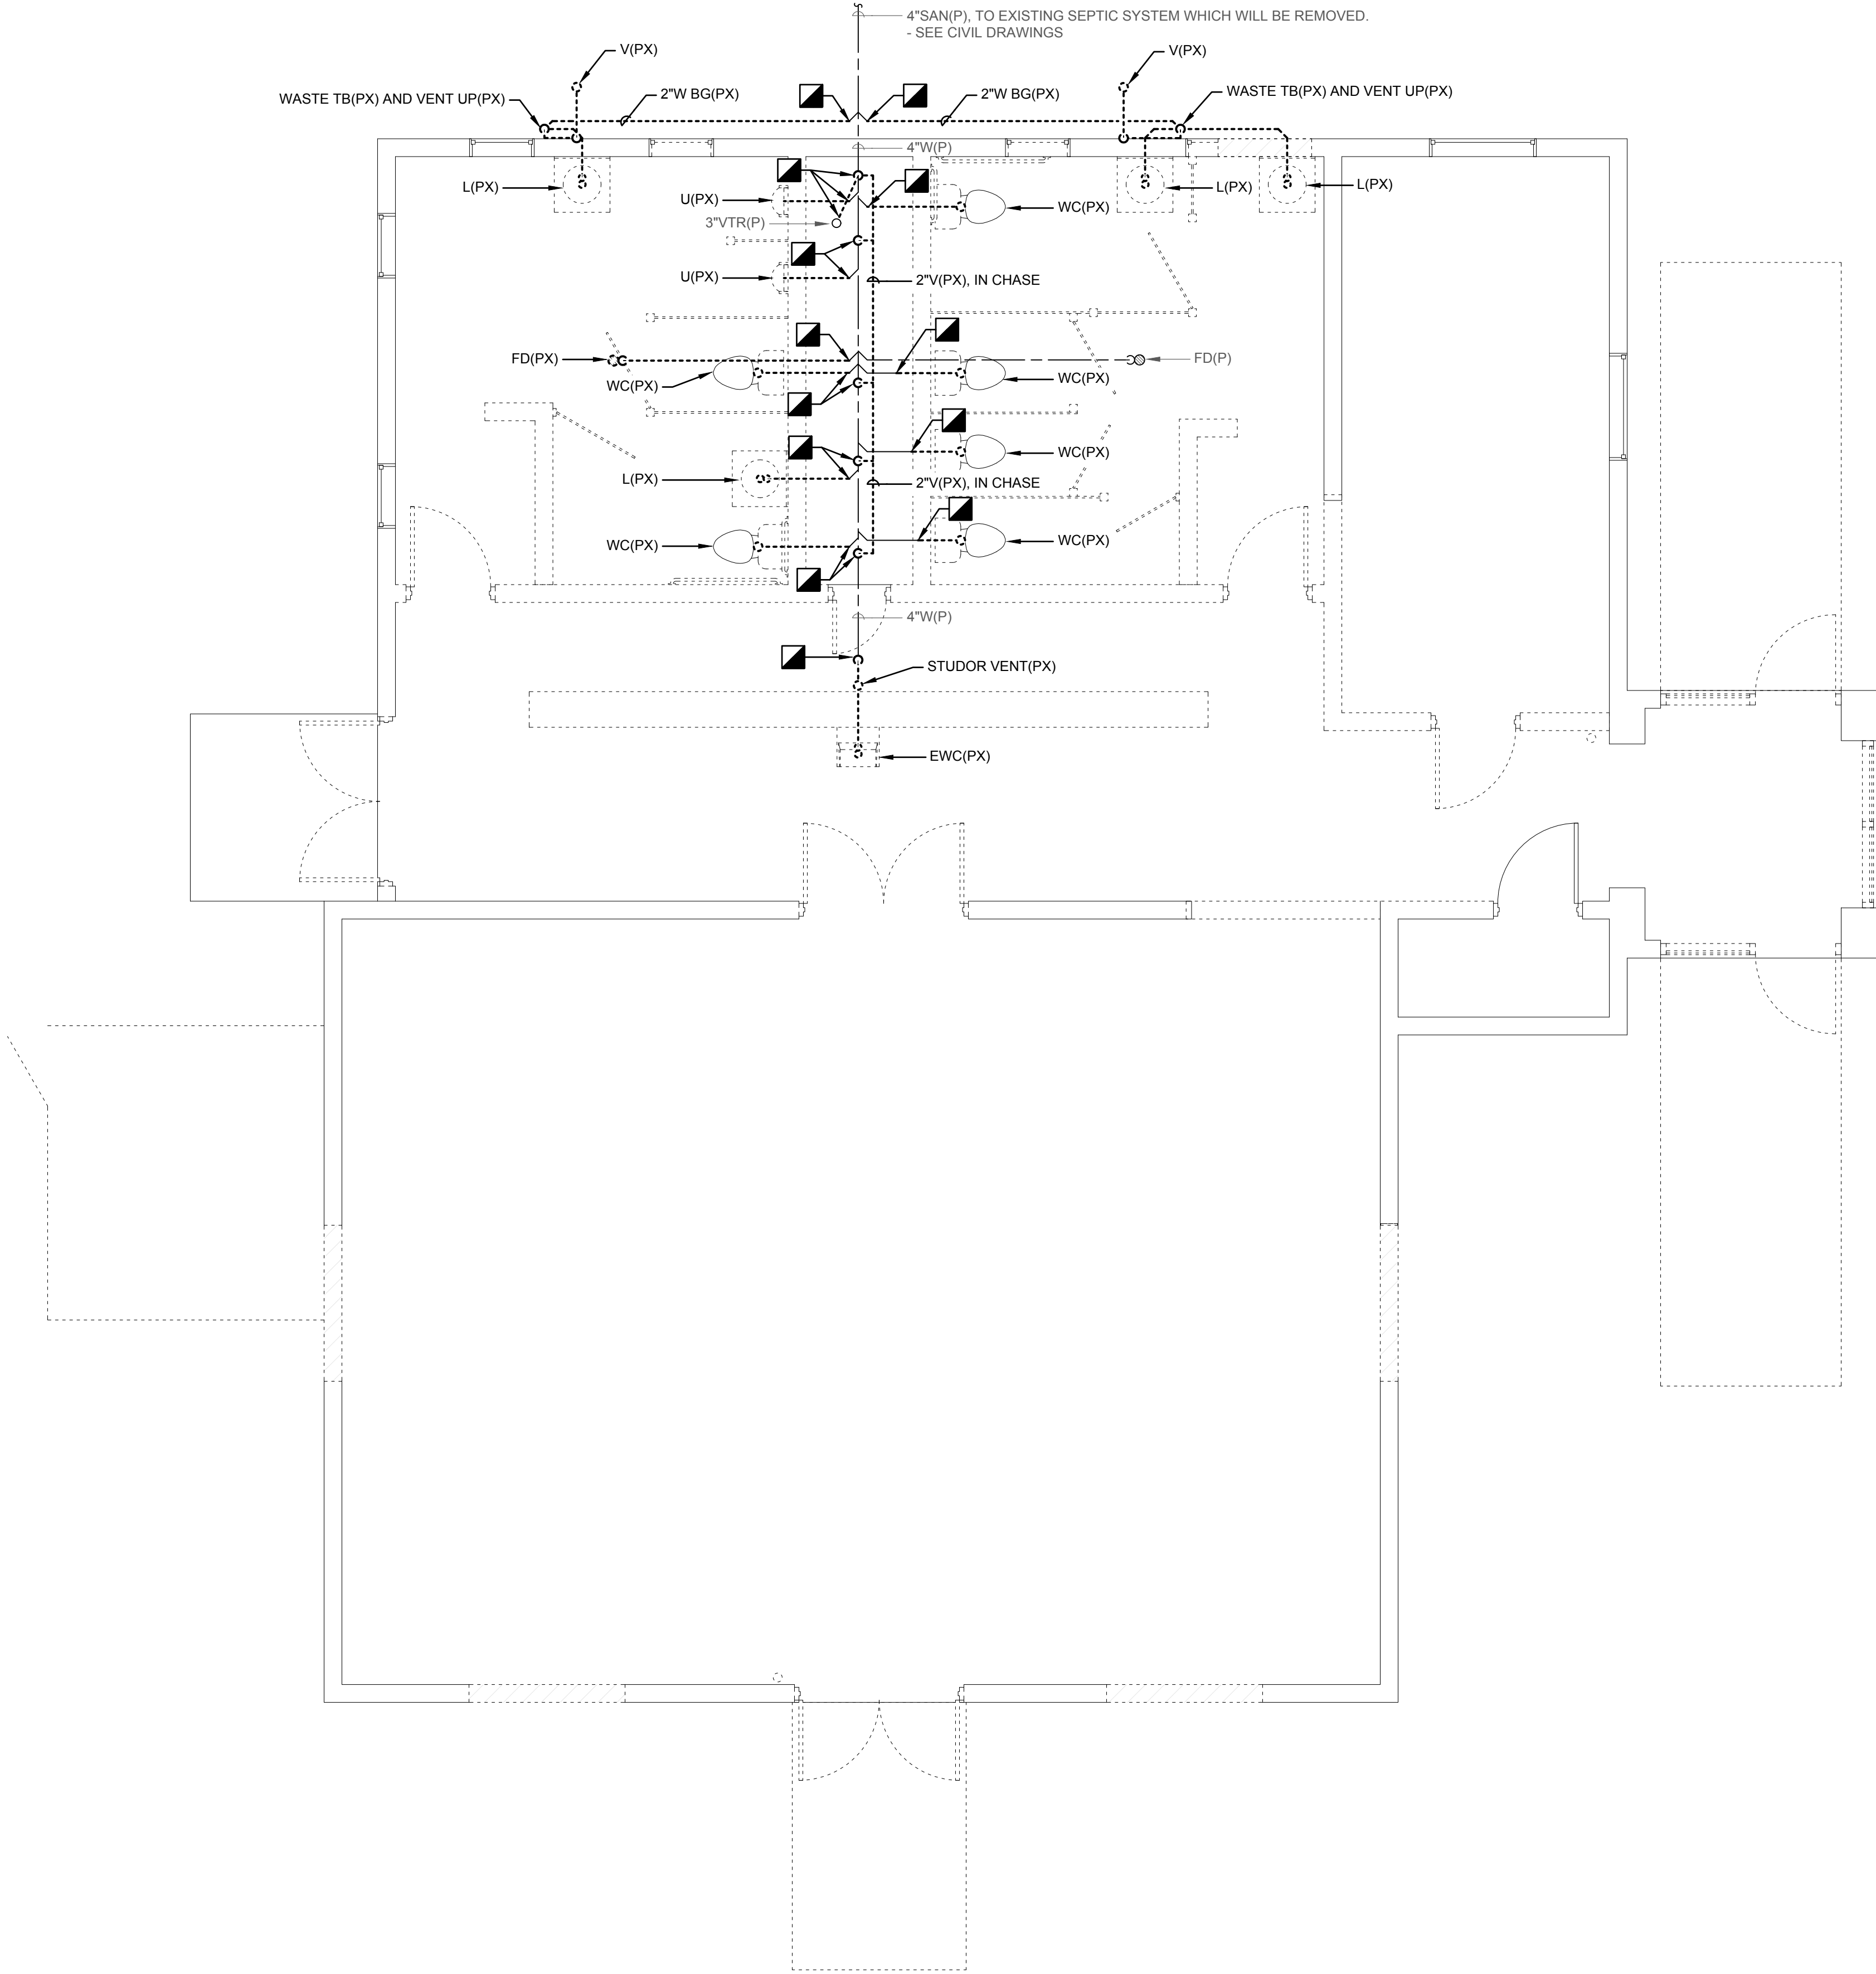 4"SAN(P), TO EXISTING SEPTIC SYSTEM WHICH WILL BE REMOVED.
- SEE CIVIL DRAWINGS
V(PX)
V(PX)
WASTE TB(PX) AND VENT UP(PX)
2"W BG(PX)
2"W BG(PX)
WASTE TB(PX) AND VENT UP(PX)
4"W(P)
L(PX)
U(PX)
WC(PX)
L(PX)
L(PX)
3"VTR(P)
U(PX)
2"V(PX), IN CHASE
FD(PX)
FD(P)
WC(PX)
WC(PX)
WC(PX)
L(PX)
2"V(PX), IN CHASE
WC(PX)
WC(PX)
4"W(P)
STUDOR VENT(PX)
EWC(PX)